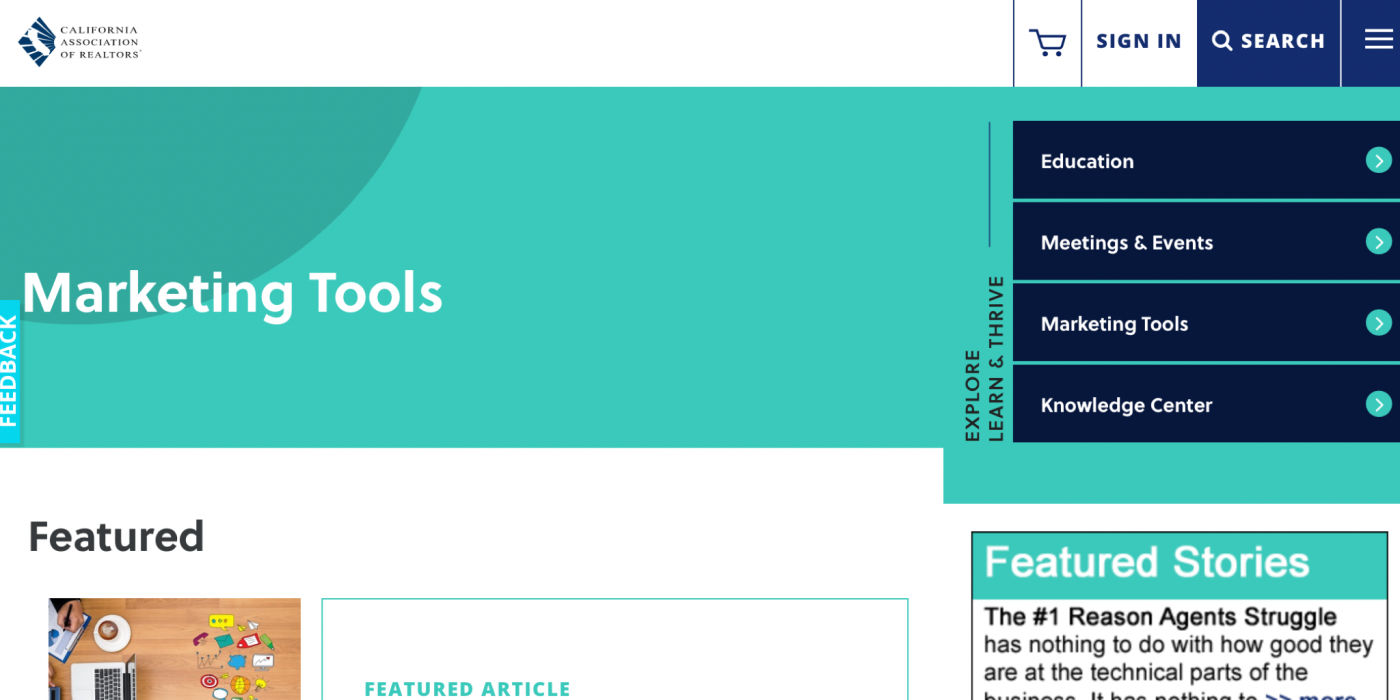 CALIFORNIA
ASSOCIATION
OF REALTORS
SIGN IN
SEARCH
Marketing Tools
FEEDBACK
EXPLORE
LEARN & THRIVE
Education
Meetings & Events
Marketing Tools
Knowledge Center
Featured
FEATURED ARTICLE
Featured Stories
The #1 Reason Agents Struggle
has nothing to do with how good they
are at the technical parts of the
business. It has nothing to >> more